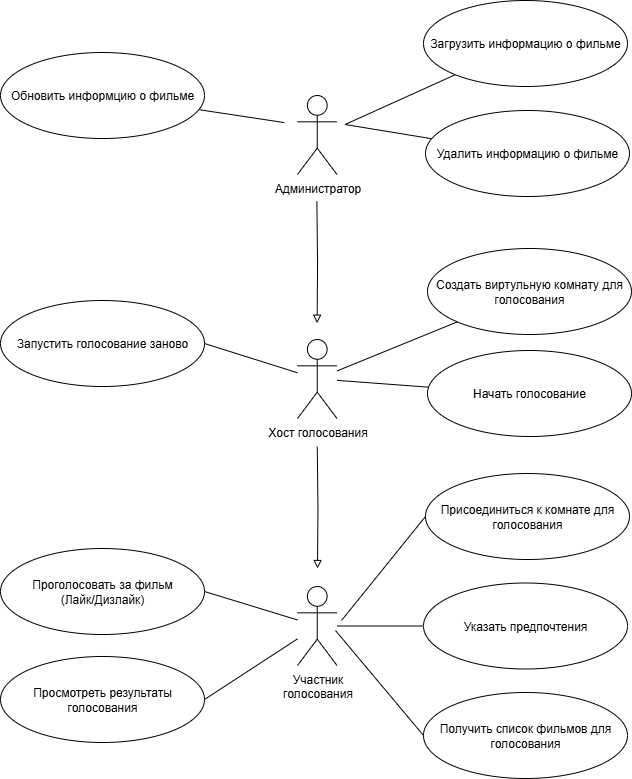 Загрузить информацию о фильме
Обновить информцию о фильме
Удалить информацию о фильме
Администратор
Создать виртульную комнату для
голосования
Запустить голосование заново
Начать голосование
Хост голосования
Присоединиться к комнате для
голосования
Проголосовать за фильм
(Лайк/Дизлайк)
Указать предпочтения
Участник
голосования
Просмотреть результаты
голосования
Получить список фильмов для
голосования